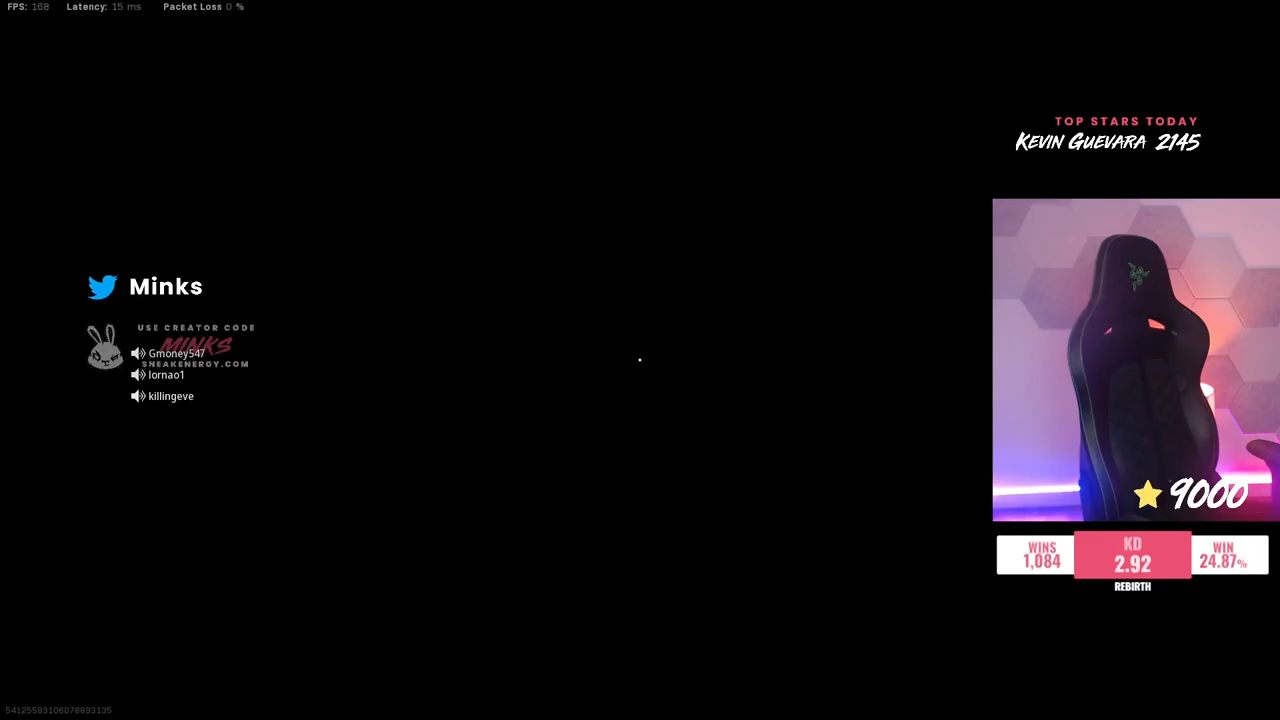 FPS: 168 Latency: 15 ms Packet Loss 0 %
TOP STARS TODAY
KEVIN GUEVARA 2145
Minks
USE CREATOR CODE
MINKS
SNEAKENERGY.COM
Gmoney547
lornao1
killingeve
9000
WINS
1,084
KD
2.92
WIN
24.87%
REBIRTH
54125583106078893135